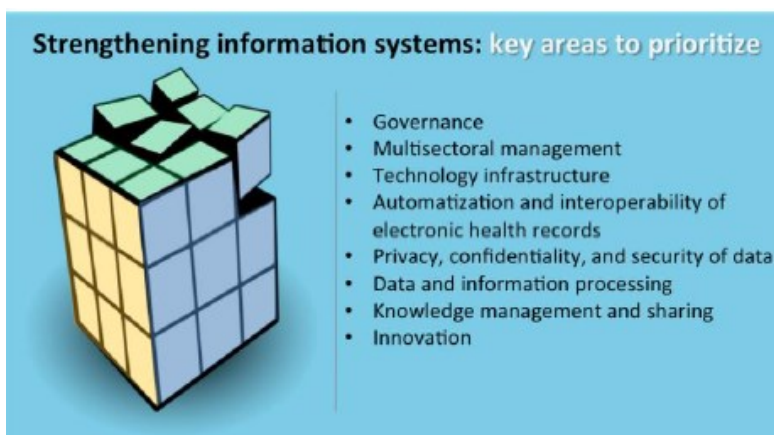 Strengthening information systems: key areas to prioritize
• Governance
• Multisectoral management
• Technology infrastructure
• Automatization and interoperability of
electronic health records
• Privacy, confidentiality, and security of data
• Data and information processing
• Knowledge management and sharing
• Innovation